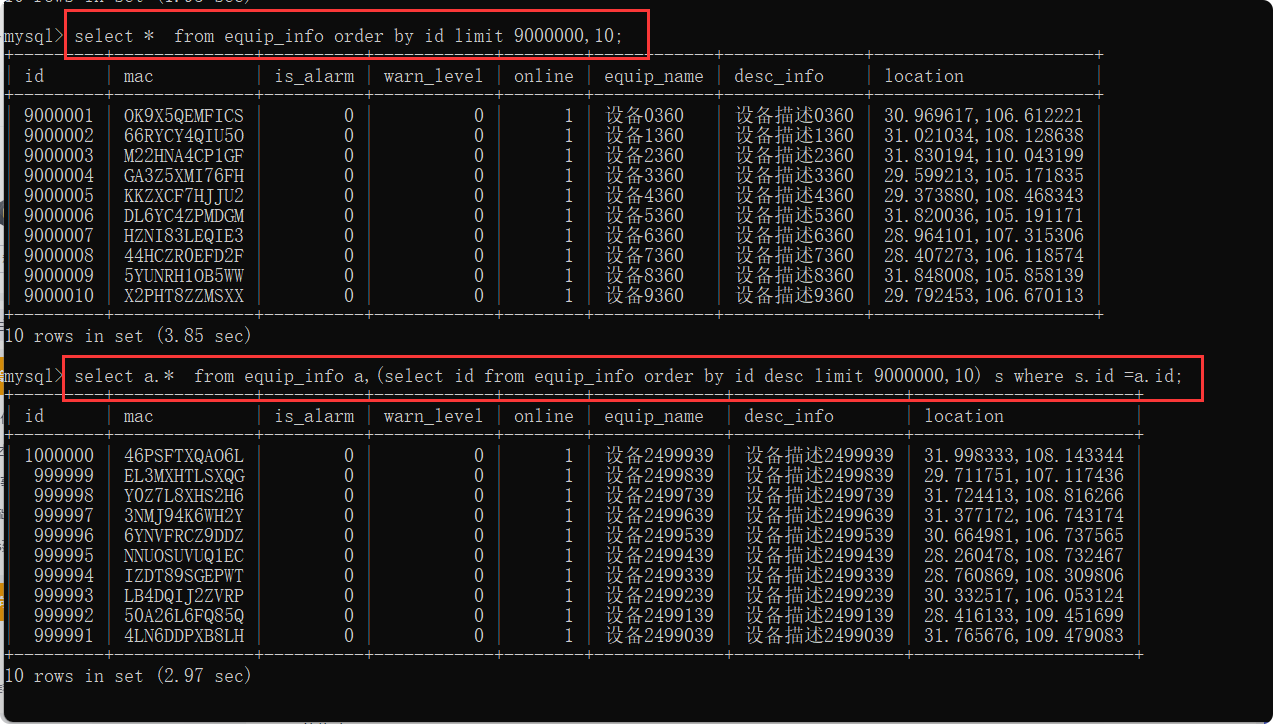 mysql> select *  from equip_info order by id limit 9000000,10;
| id | mac | is_alarm | warn_level | online | equip_name | desc_info | location |
| 9000001 | OK9X5QEMFICS | 0 | 0 | 1 | 设备0360 | 设备描述0360 | 30.969617,106.612221 |
| 9000002 | 66RYCY4QIU5O | 0 | 0 | 1 | 设备1360 | 设备描述1360 | 31.021034,108.128638 |
| 9000003 | M22HNA4CP1GF | 0 | 0 | 1 | 设备2360 | 设备描述2360 | 31.830194,110.043199 |
| 9000004 | GA3Z5XMI76FH | 0 | 0 | 1 | 设备3360 | 设备描述3360 | 29.599213,105.171835 |
| 9000005 | KKZXCF7HJJU2 | 0 | 0 | 1 | 设备4360 | 设备描述4360 | 29.373880,108.468343 |
| 9000006 | DL6YC4ZPMDGM | 0 | 0 | 1 | 设备5360 | 设备描述5360 | 31.820036,105.191171 |
| 9000007 | HZNI83LEQIE3 | 0 | 0 | 1 | 设备6360 | 设备描述6360 | 28.964101,107.315306 |
| 9000008 | 44HCZR0EFD2F | 0 | 0 | 1 | 设备7360 | 设备描述7360 | 28.407273,106.118574 |
| 9000009 | 5YUNRH1OB5WW | 0 | 0 | 1 | 设备8360 | 设备描述8360 | 31.848008,105.858139 |
| 9000010 | X2PHT8ZZMSXX | 0 | 0 | 1 | 设备9360 | 设备描述9360 | 29.792453,106.670113 |
10 rows in set (3.85 sec)
mysql> select a.*  from equip_info a,(select id from equip_info order by id desc limit 9000000,10) s where s.id =a.id;
| id | mac | is_alarm | warn_level | online | equip_name | desc_info | location |
| 1000000 | 46PSFTXQAO6L | 0 | 0 | 1 | 设备2499939 | 设备描述2499939 | 31.998333,108.143344 |
| 999999 | EL3MXHTLSXQG | 0 | 0 | 1 | 设备2499839 | 设备描述2499839 | 29.711751,107.117436 |
| 999998 | Y0Z7L8XHS2H6 | 0 | 0 | 1 | 设备2499739 | 设备描述2499739 | 31.724413,108.816266 |
| 999997 | 3NMJ94K6WH2Y | 0 | 0 | 1 | 设备2499639 | 设备描述2499639 | 31.377172,106.743174 |
| 999996 | 6YNVFRCZ9DDZ | 0 | 0 | 1 | 设备2499539 | 设备描述2499539 | 30.664981,106.737565 |
| 999995 | NNUOSUVUQ1EC | 0 | 0 | 1 | 设备2499439 | 设备描述2499439 | 28.260478,108.732467 |
| 999994 | IZDT89SGEPWT | 0 | 0 | 1 | 设备2499339 | 设备描述2499339 | 28.760869,108.309806 |
| 999993 | LB4DQIJ2ZVRP | 0 | 0 | 1 | 设备2499239 | 设备描述2499239 | 30.332517,106.053124 |
| 999992 | 50A26L6FQ85Q | 0 | 0 | 1 | 设备2499139 | 设备描述2499139 | 28.416133,109.451699 |
| 999991 | 4LN6DDPXB8LH | 0 | 0 | 1 | 设备2499039 | 设备描述2499039 | 31.765676,109.479083 |
10 rows in set (2.97 sec)